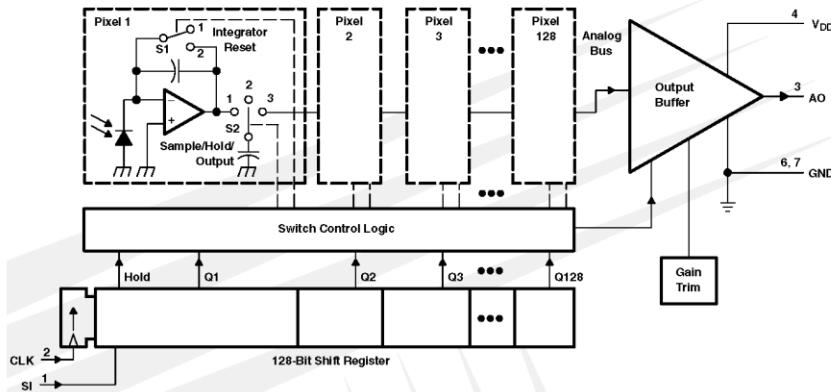 Pixel 1
S1
1
2
Integrator
Reset
–
+
1
2
3
S2
Sample/Hold/
Output
Pixel
2
Pixel
3
Pixel
128
Analog
Bus
Output
Buffer
4
VDD
3
AO
6, 7
GND
Gain
Trim
Switch Control Logic
Hold
Q1
Q2
Q3
Q128
2
CLK
1
SI
128-Bit Shift Register